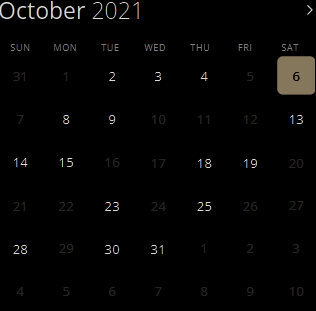 October 2021 >
SUN MON TUE WED THU FRI SAT
31 1 2 3 4 5 6
7 8 9 10 11 12 13
14 15 16 17 18 19 20
21 22 23 24 25 26 27
28 29 30 31 1 2 3
4 5 6 7 8 9 10